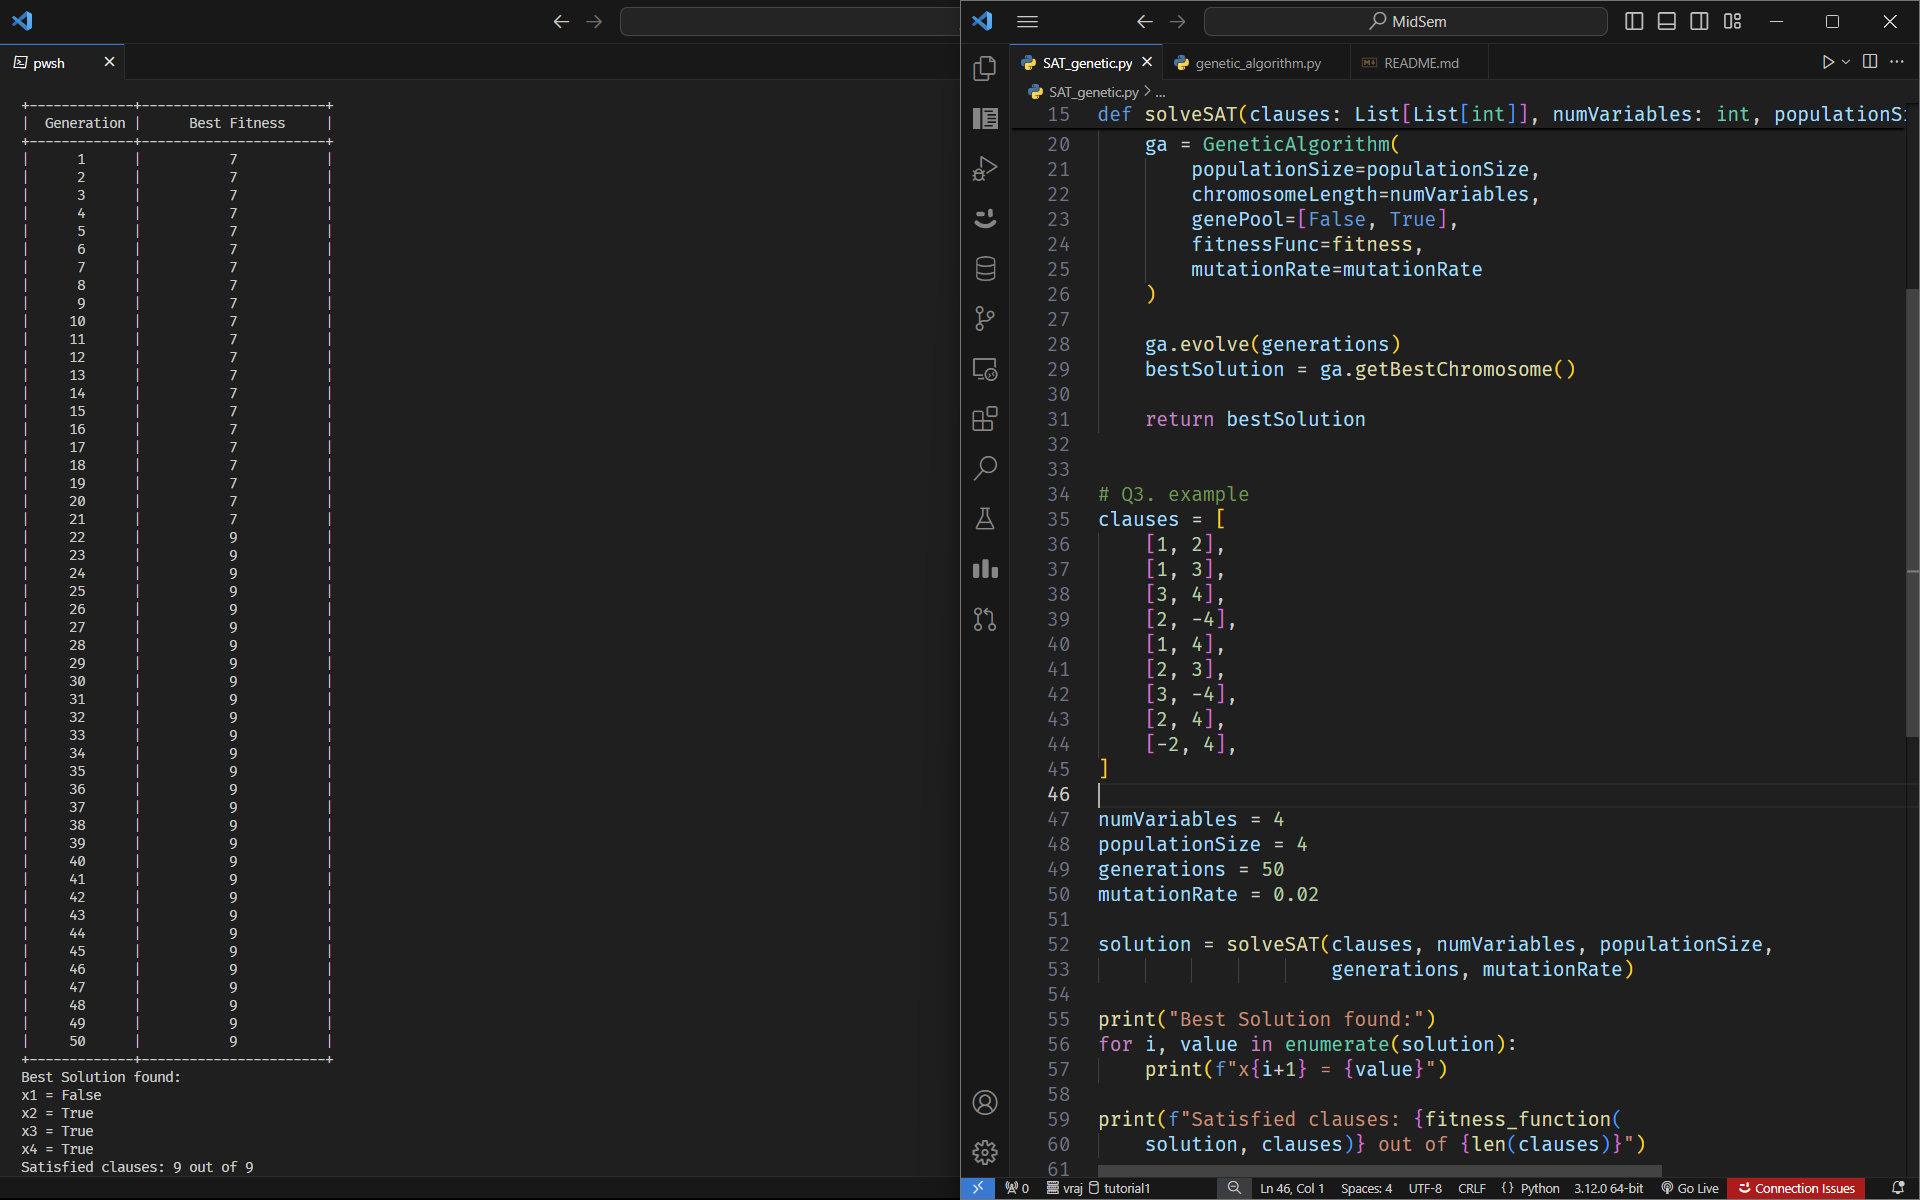 pwsh
+-------------+-----------------------+
| Generation | Best Fitness |
+-------------+-----------------------+
| 1 | 7 |
| 2 | 7 |
| 3 | 7 |
| 4 | 7 |
| 5 | 7 |
| 6 | 7 |
| 7 | 7 |
| 8 | 7 |
| 9 | 7 |
| 10 | 7 |
| 11 | 7 |
| 12 | 7 |
| 13 | 7 |
| 14 | 7 |
| 15 | 7 |
| 16 | 7 |
| 17 | 7 |
| 18 | 7 |
| 19 | 7 |
| 20 | 7 |
| 21 | 7 |
| 22 | 9 |
| 23 | 9 |
| 24 | 9 |
| 25 | 9 |
| 26 | 9 |
| 27 | 9 |
| 28 | 9 |
| 29 | 9 |
| 30 | 9 |
| 31 | 9 |
| 32 | 9 |
| 33 | 9 |
| 34 | 9 |
| 35 | 9 |
| 36 | 9 |
| 37 | 9 |
| 38 | 9 |
| 39 | 9 |
| 40 | 9 |
| 41 | 9 |
| 42 | 9 |
| 43 | 9 |
| 44 | 9 |
| 45 | 9 |
| 46 | 9 |
| 47 | 9 |
| 48 | 9 |
| 49 | 9 |
| 50 | 9 |
+-------------+-----------------------+
Best Solution found:
x1 = False
x2 = True
x3 = True
x4 = True
Satisfied clauses: 9 out of 9
MidSem
SAT_genetic.py genetic_algorithm.py README.md
SAT_genetic.py > ...
15 def solveSAT(clauses: List[List[int]], numVariables: int, populationSi
20 ga = GeneticAlgorithm(
21 populationSize=populationSize,
22 chromosomeLength=numVariables,
23 genePool=[False, True],
24 fitnessFunc=fitness,
25 mutationRate=mutationRate
26 )
27
28 ga.evolve(generations)
29 bestSolution = ga.getBestChromosome()
30
31 return bestSolution
32
33
34 # Q3. example
35 clauses = [
36 [1, 2],
37 [1, 3],
38 [3, 4],
39 [2, -4],
40 [1, 4],
41 [2, 3],
42 [3, -4],
43 [2, 4],
44 [-2, 4],
45 ]
46
47 numVariables = 4
48 populationSize = 4
49 generations = 50
50 mutationRate = 0.02
51
52 solution = solveSAT(clauses, numVariables, populationSize,
53 generations, mutationRate)
54
55 print("Best Solution found:")
56 for i, value in enumerate(solution):
57 print(f"x{i+1} = {value}")
58
59 print(f"Satisfied clauses: {fitness_function(
60 solution, clauses)} out of {len(clauses)}")
61
0 vraj tutorial1 Ln 46, Col 1 Spaces: 4 UTF-8 CRLF {} Python 3.12.0 64-bit Go Live Connection Issues